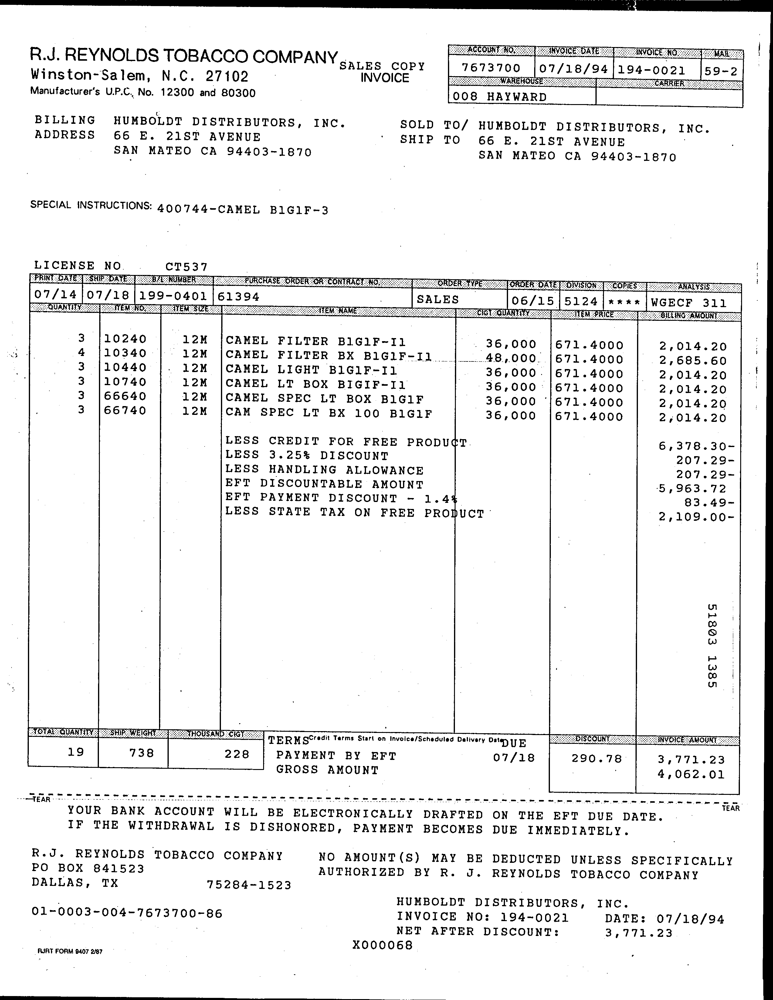 R.J. REYNOLDS TOBACCO COMPANY SALES COPY
Winston-Salem, N.C. 27102 INVOICE
Manufacturer's U.P.C., No. 12300 and 80300
ACCOUNT NO. INVOICE DATE INVOICE NO. MAIL
7673700 07/18/94 194-0021 59-2
WAREHOUSE CARRIER
008 HAYWARD
BILLING HUMBOLDT DISTRIBUTORS, INC.
ADDRESS 66 E. 21ST AVENUE
SAN MATEO CA 94403-1870
SOLD TO/ HUMBOLDT DISTRIBUTORS, INC.
SHIP TO 66 E. 21ST AVENUE
SAN MATEO CA 94403-1870
SPECIAL INSTRUCTIONS: 400744-CAMEL B1G1F-3
LICENSE NO. CT537
PRINT DATE SHIP DATE B/L NUMBER PURCHASE ORDER OR CONTRACT NO. ORDER TYPE ORDER DATE DIVISION COPIES ANALYSIS
07/14 07/18 199-0401 61394 SALES 06/15 5124 **** WGECF 311
QUANTITY ITEM NO. ITEM SIZE ITEM NAME CIGT QUANTITY ITEM PRICE BILLING AMOUNT
3 10240 12M CAMEL FILTER B1G1F-I1 36,000 671.4000 2,014.20
4 10340 12M CAMEL FILTER BX B1G1F-I1 48,000 671.4000 2,685.60
3 10440 12M CAMEL LIGHT B1G1F-I1 36,000 671.4000 2,014.20
3 10740 12M CAMEL LT BOX BIGIF-I1 36,000 671.4000 2,014.20
3 66640 12M CAMEL SPEC LT BOX B1G1F 36,000 671.4000 2,014.20
3 66740 12M CAM SPEC LT BX 100 B1G1F 36,000 671.4000 2,014.20
LESS CREDIT FOR FREE PRODUCT 6,378.30-
LESS 3.25% DISCOUNT 207.29-
LESS HANDLING ALLOWANCE 207.29-
EFT DISCOUNTABLE AMOUNT 5,963.72
EFT PAYMENT DISCOUNT - 1.4% 83.49-
LESS STATE TAX ON FREE PRODUCT 2,109.00-
51803 1385
TOTAL QUANTITY SHIP WEIGHT THOUSAND CIGT TERMS Credit Terms Start on Invoice/Scheduled Delivery Date DUE DISCOUNT INVOICE AMOUNT
19 738 228 PAYMENT BY EFT 07/18 290.78 3,771.23
GROSS AMOUNT 4,062.01
TEAR TEAR
YOUR BANK ACCOUNT WILL BE ELECTRONICALLY DRAFTED ON THE EFT DUE DATE.
IF THE WITHDRAWAL IS DISHONORED, PAYMENT BECOMES DUE IMMEDIATELY.
R.J. REYNOLDS TOBACCO COMPANY NO AMOUNT(S) MAY BE DEDUCTED UNLESS SPECIFICALLY
PO BOX 841523 AUTHORIZED BY R. J. REYNOLDS TOBACCO COMPANY
DALLAS, TX 75284-1523
HUMBOLDT DISTRIBUTORS, INC.
01-0003-004-7673700-86 INVOICE NO: 194-0021 DATE: 07/18/94
NET AFTER DISCOUNT: 3,771.23
X000068
RJRT FORM 9407 2/87